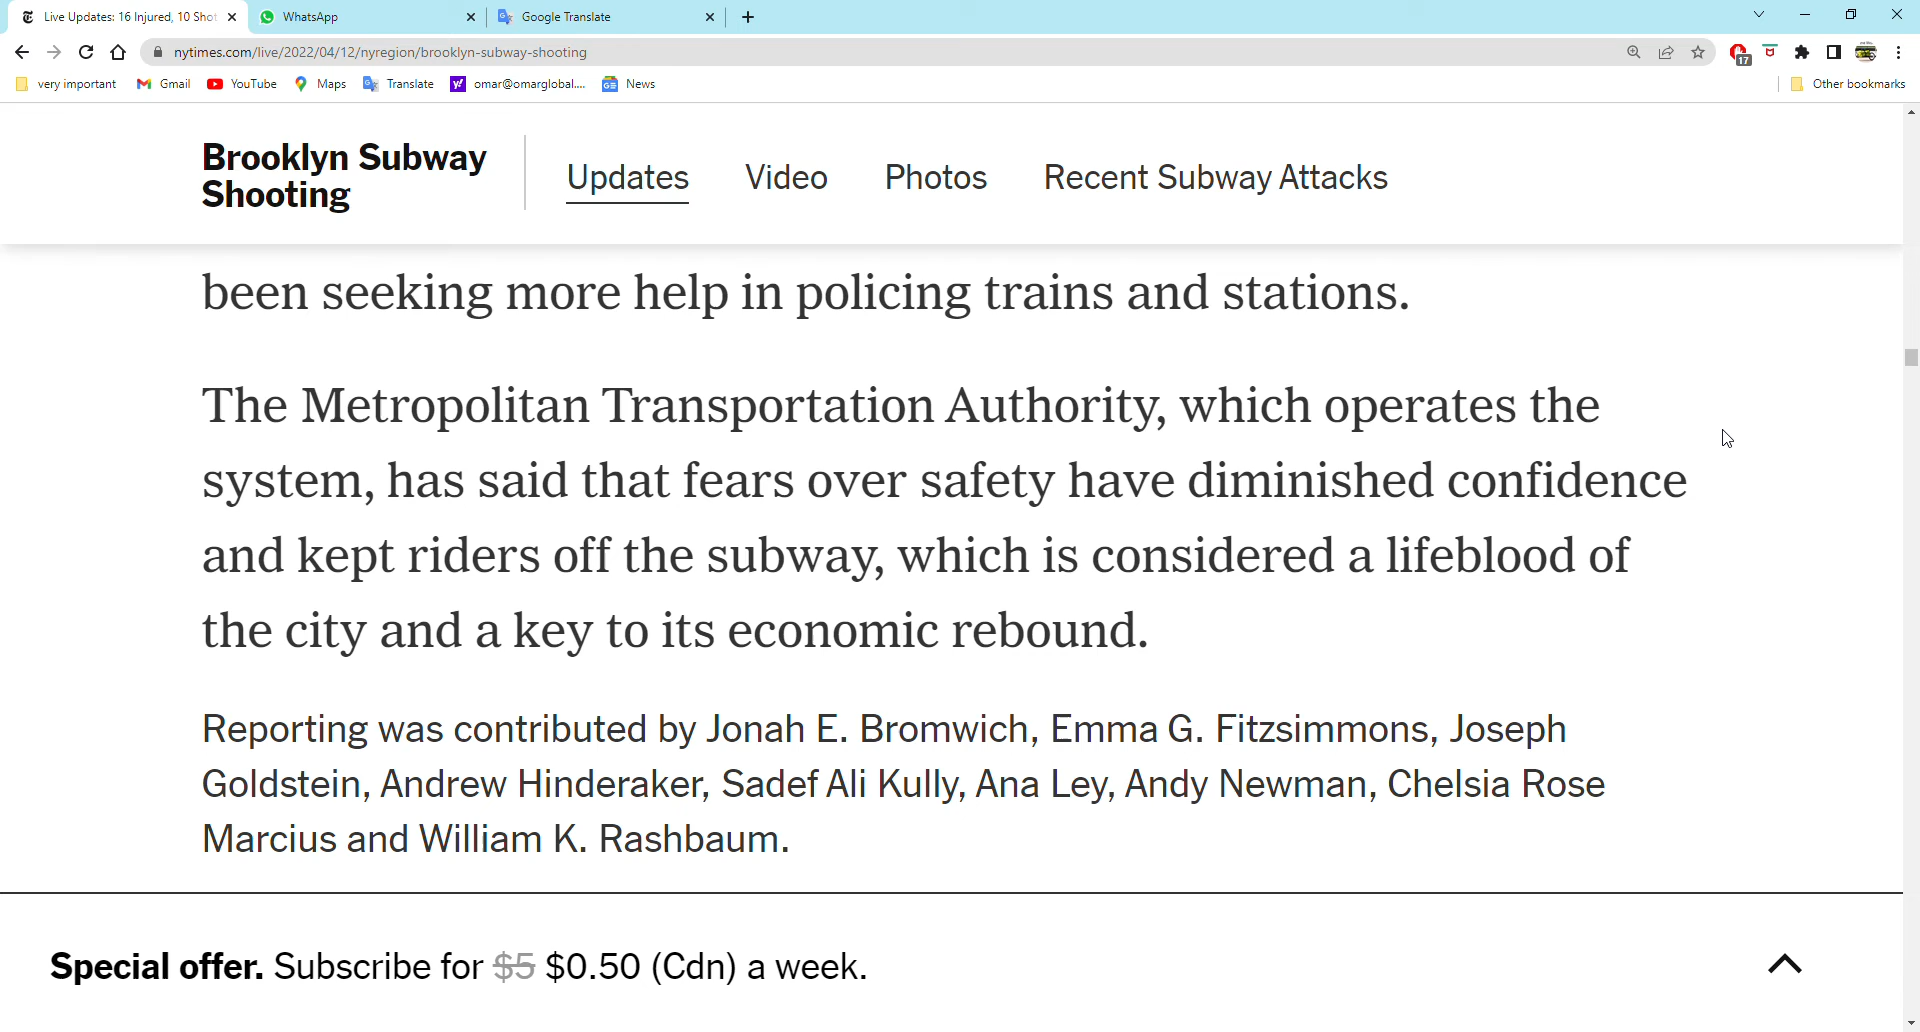 Live Updates: 16 Injured, 10 Shot
WhatsApp
Google Translate
nytimes.com/live/2022/04/12/nyregion/brooklyn-subway-shooting
17
very important
Gmail
YouTube
Maps
Translate
omar@omarglobal....
News
Other bookmarks
Brooklyn Subway
Shooting
Updates
Video
Photos
Recent Subway Attacks
been seeking more help in policing trains and stations.
The Metropolitan Transportation Authority, which operates the
system, has said that fears over safety have diminished confidence
and kept riders off the subway, which is considered a lifeblood of
the city and a key to its economic rebound.
Reporting was contributed by Jonah E. Bromwich, Emma G. Fitzsimmons, Joseph
Goldstein, Andrew Hinderaker, Sadef Ali Kully, Ana Ley, Andy Newman, Chelsia Rose
Marcius and William K. Rashbaum.
Special offer. Subscribe for $5 $0.50 (Cdn) a week.